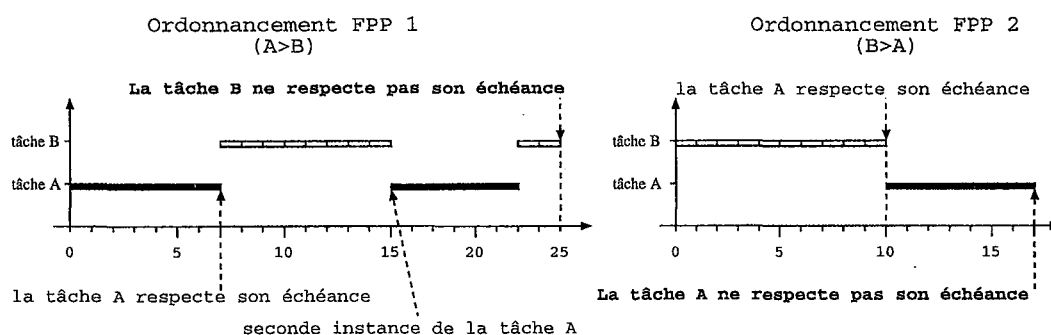 Ordonnancement FPP 1
(A>B)
La tâche B ne respecte pas son échéance
tâche B
tâche A
0 5 10 15 20 25
la tâche A respecte son échéance
seconde instance de la tâche A
Ordonnancement FPP 2
(B>A)
la tâche A respecte son échéance
tâche B
tâche A
0 5 10 15
La tâche A ne respecte pas son échéance